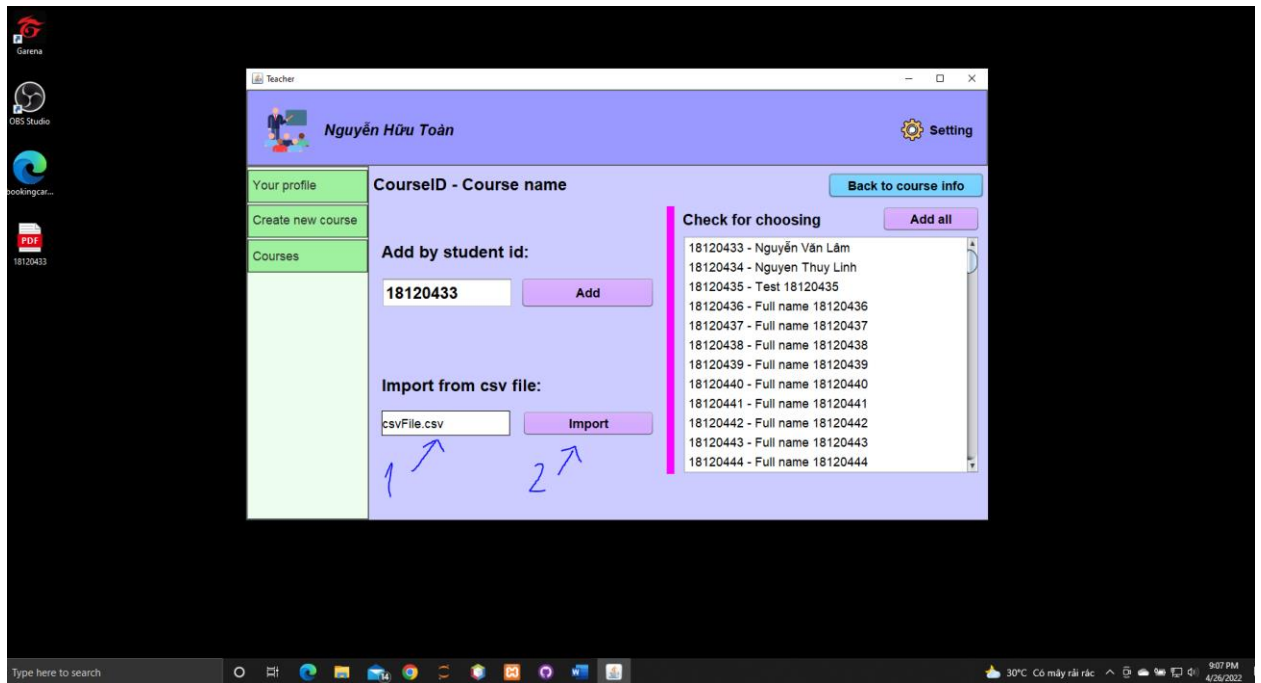 Garena
OBS Studio
bookingcar...
PDF
18120433
Teacher
Nguyễn Hữu Toàn
Setting
Your profile
Create new course
Courses
CourseID - Course name
Back to course info
Add by student id:
18120433
Add
Import from csv file:
csvFile.csv
Import
1
2
Check for choosing
Add all
18120433 - Nguyễn Văn Lâm
18120434 - Nguyen Thuy Linh
18120435 - Test 18120435
18120436 - Full name 18120436
18120437 - Full name 18120437
18120438 - Full name 18120438
18120439 - Full name 18120439
18120440 - Full name 18120440
18120441 - Full name 18120441
18120442 - Full name 18120442
18120443 - Full name 18120443
18120444 - Full name 18120444
Type here to search
14
30°C Có mây rải rác
9:07 PM
4/26/2022